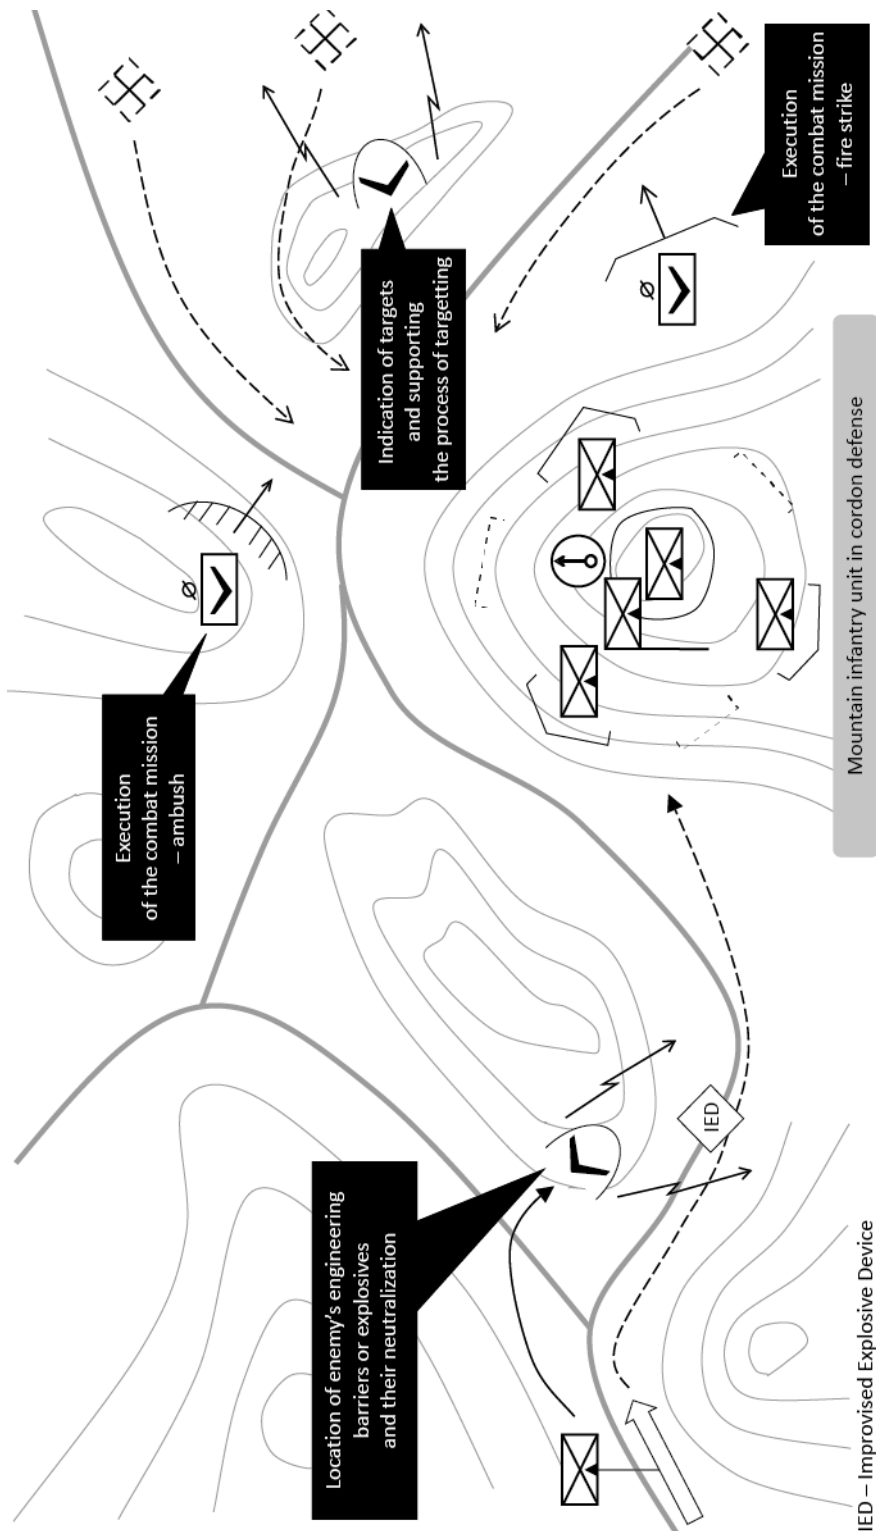 Execution
of the combat mission
– fire strike
Indication of targets
and supporting
the process of targetting
Ø
Ø
Execution
of the combat mission
– ambush
Mountain infantry unit in cordon defense
Location of enemy's engineering
barriers or explosives
and their neutralization
IED
IED – Improvised Explosive Device